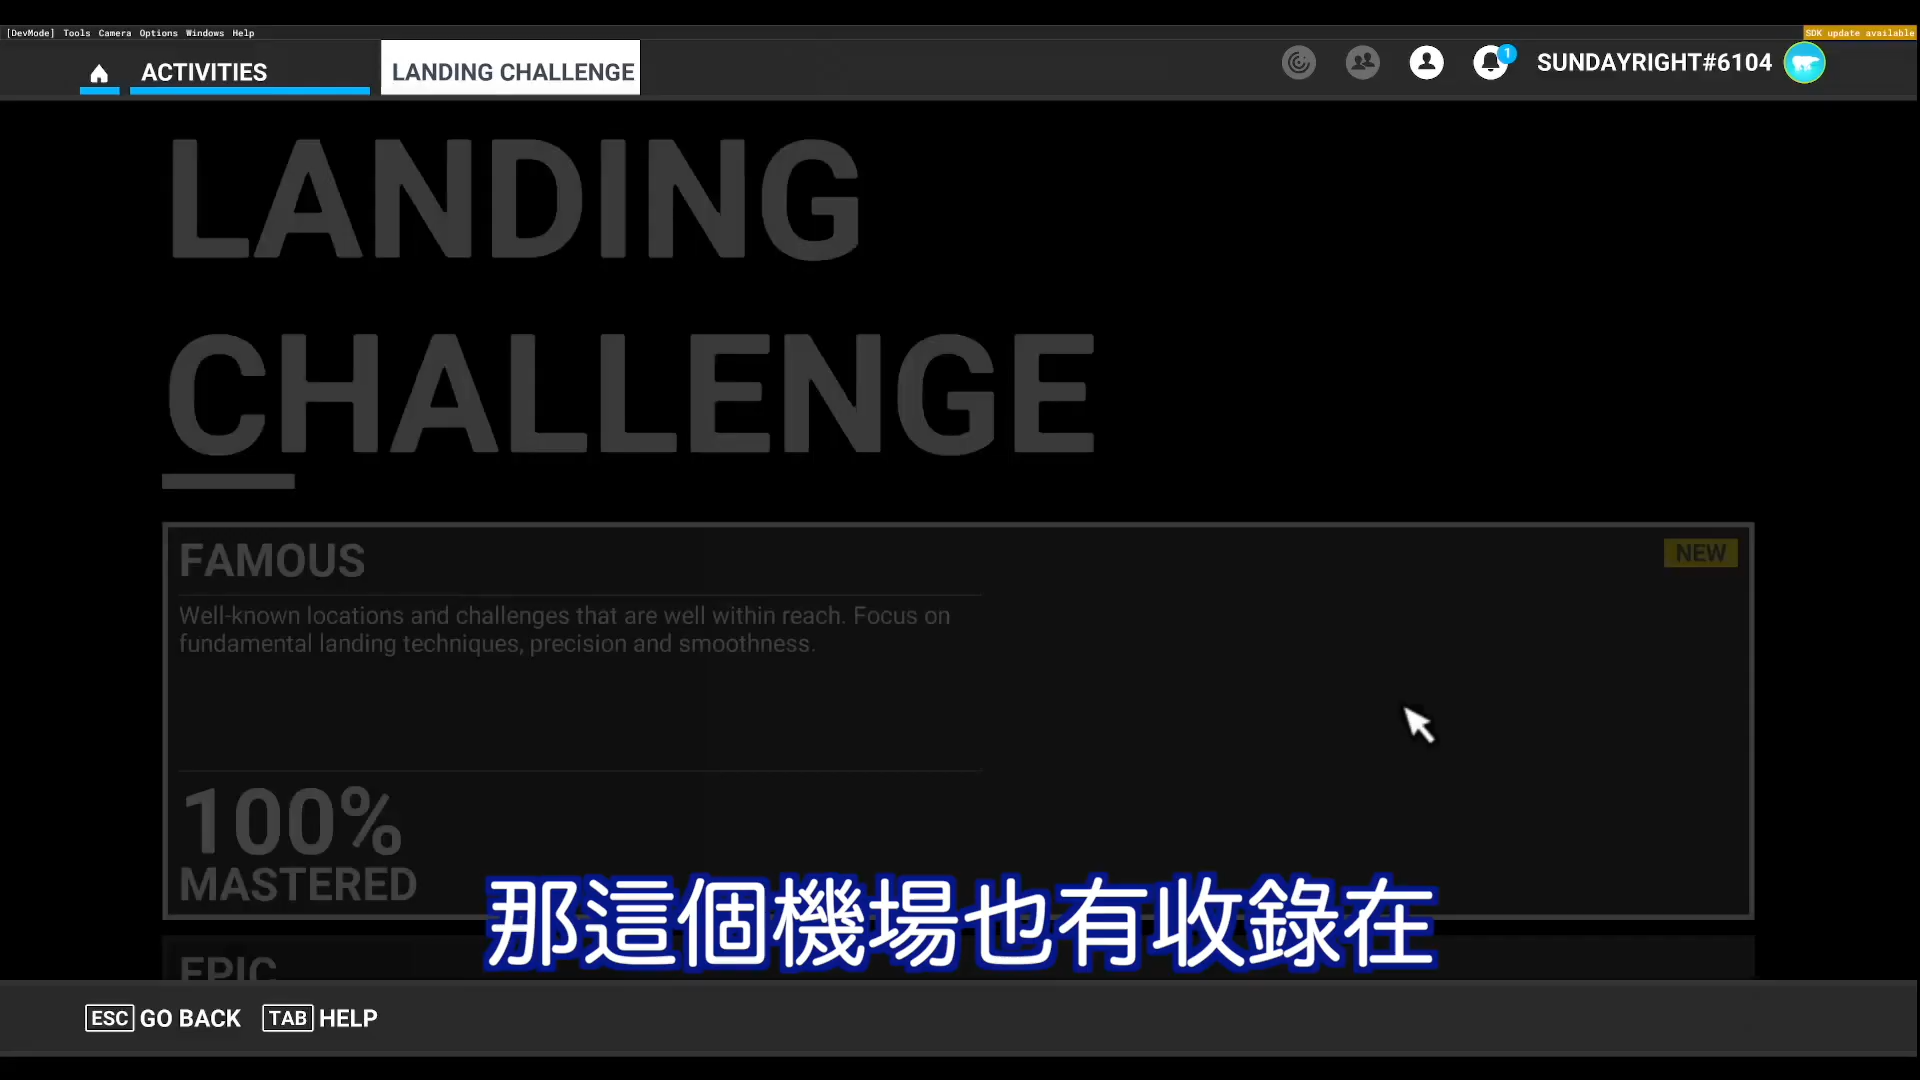 [DevMode] Tools Camera Options Windows Help
SDK update available
ACTIVITIES
LANDING CHALLENGE
1
SUNDAYRIGHT#6104
LANDING
CHALLENGE
FAMOUS
NEW
Well-known locations and challenges that are well within reach. Focus on
fundamental landing techniques, precision and smoothness.
100%
MASTERED
那這個機場也有收錄在
EPIC
ESC GO BACK TAB HELP